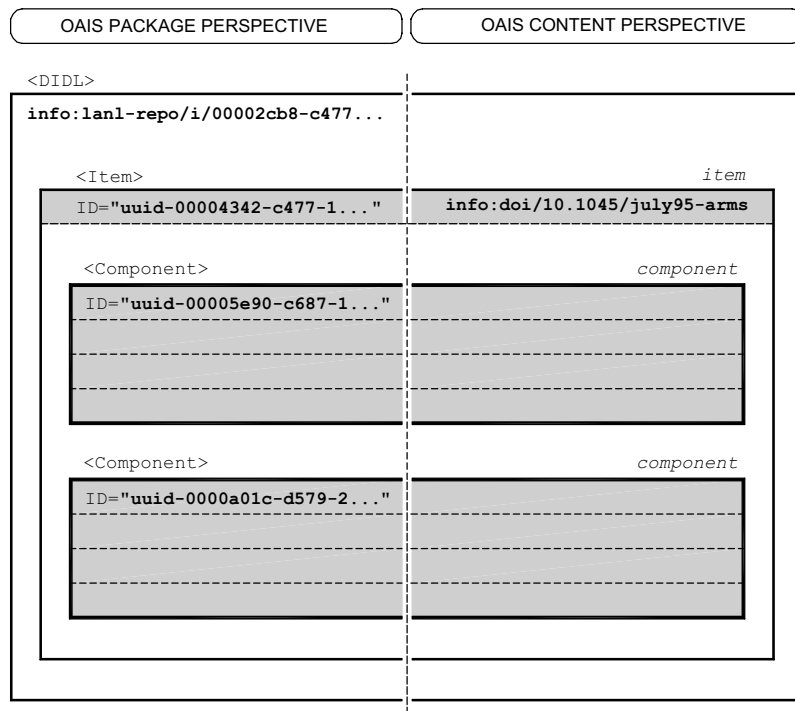 OAIS PACKAGE PERSPECTIVE
OAIS CONTENT PERSPECTIVE
<DIDL>
info:lanl-repo/i/00002cb8-c477...
<Item>
item
ID="uuid-00004342-c477-1..."
info:doi/10.1045/july95-arms
<Component>
component
ID="uuid-00005e90-c687-1..."
<Component>
component
ID="uuid-0000a01c-d579-2..."